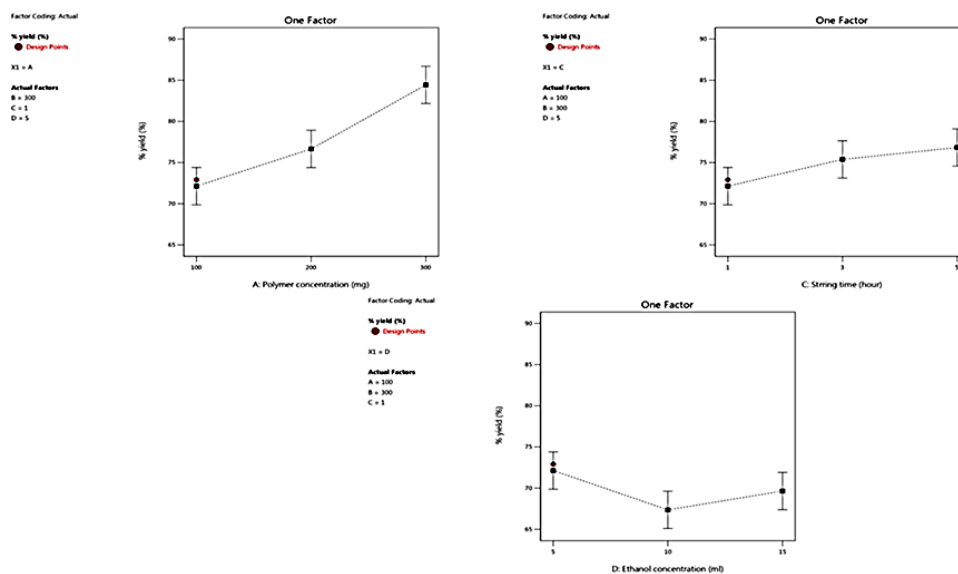 Factor Coding: Actual
% yield (%)
Design Points
X1 = A
Actual Factors
B = 300
C = 1
D = 5
One Factor
90
85
80
75
70
65
% yield (%)
100
200
300
A: Polymer concentration (mg)
Factor Coding: Actual
% yield (%)
Design Points
X1 = C
Actual Factors
A = 100
B = 300
D = 5
One Factor
90
85
80
75
70
65
% yield (%)
1
3
5
C: Strring time (hour)
Factor Coding: Actual
% yield (%)
Design Points
X1 = D
Actual Factors
A = 100
B = 300
C = 1
One Factor
90
85
80
75
70
65
% yield (%)
5
10
15
D: Ethanol concentration (ml)